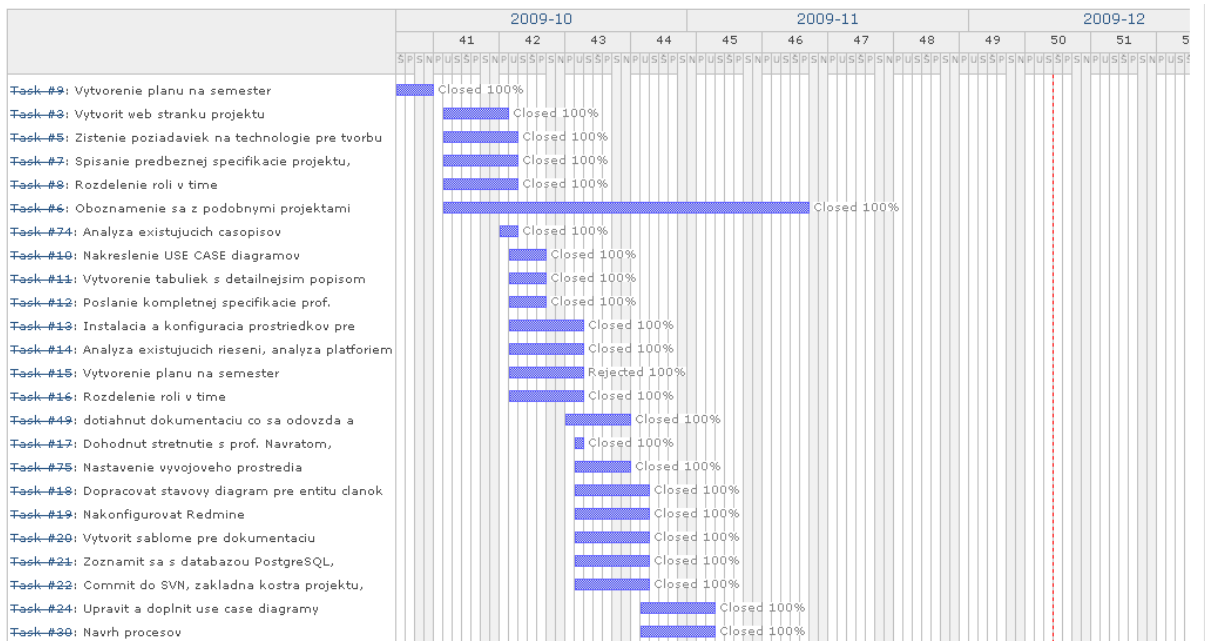 2009-10 2009-11 2009-12
41 42 43 44 45 46 47 48 49 50 51 5
Š P S N P U S Š P S N P U S Š P S N P U S Š P S N P U S Š P S N P U S Š P S N P U S Š P S N P U S Š P S N P U S Š P S N P U S Š P S N P U S Š P S N P U S Š P S N P U S Š
Task #9: Vytvorenie planu na semester Closed 100%
Task #3: Vytvorit web stranku projektu Closed 100%
Task #5: Zistenie poziadaviek na technologie pre tvorbu Closed 100%
Task #7: Spisanie predbeznej specifikacie projektu, Closed 100%
Task #8: Rozdelenie roli v time Closed 100%
Task #6: Oboznamenie sa z podobnymi projektami Closed 100%
Task #74: Analyza existujucich casopisov Closed 100%
Task #10: Nakreslenie USE CASE diagramov Closed 100%
Task #11: Vytvorenie tabuliek s detailnejsim popisom Closed 100%
Task #12: Poslanie kompletnej specifikacie prof. Closed 100%
Task #13: Instalacia a konfiguracia prostriedkov pre Closed 100%
Task #14: Analyza existujucich rieseni, analyza platforiem Closed 100%
Task #15: Vytvorenie planu na semester Rejected 100%
Task #16: Rozdelenie roli v time Closed 100%
Task #49: dotiahnut dokumentaciu co sa odovzda a Closed 100%
Task #17: Dohodnut stretnutie s prof. Navratom, Closed 100%
Task #75: Nastavenie vyvojoveho prostredia Closed 100%
Task #18: Dopracovat stavovy diagram pre entitu clanok Closed 100%
Task #19: Nakonfigurovat Redmine Closed 100%
Task #20: Vytvorit sablome pre dokumentaciu Closed 100%
Task #21: Zoznamit sa s databazou PostgreSQL, Closed 100%
Task #22: Commit do SVN, zakladna kostra projektu, Closed 100%
Task #24: Upravit a doplnit use case diagramy Closed 100%
Task #30: Navrh procesov Closed 100%